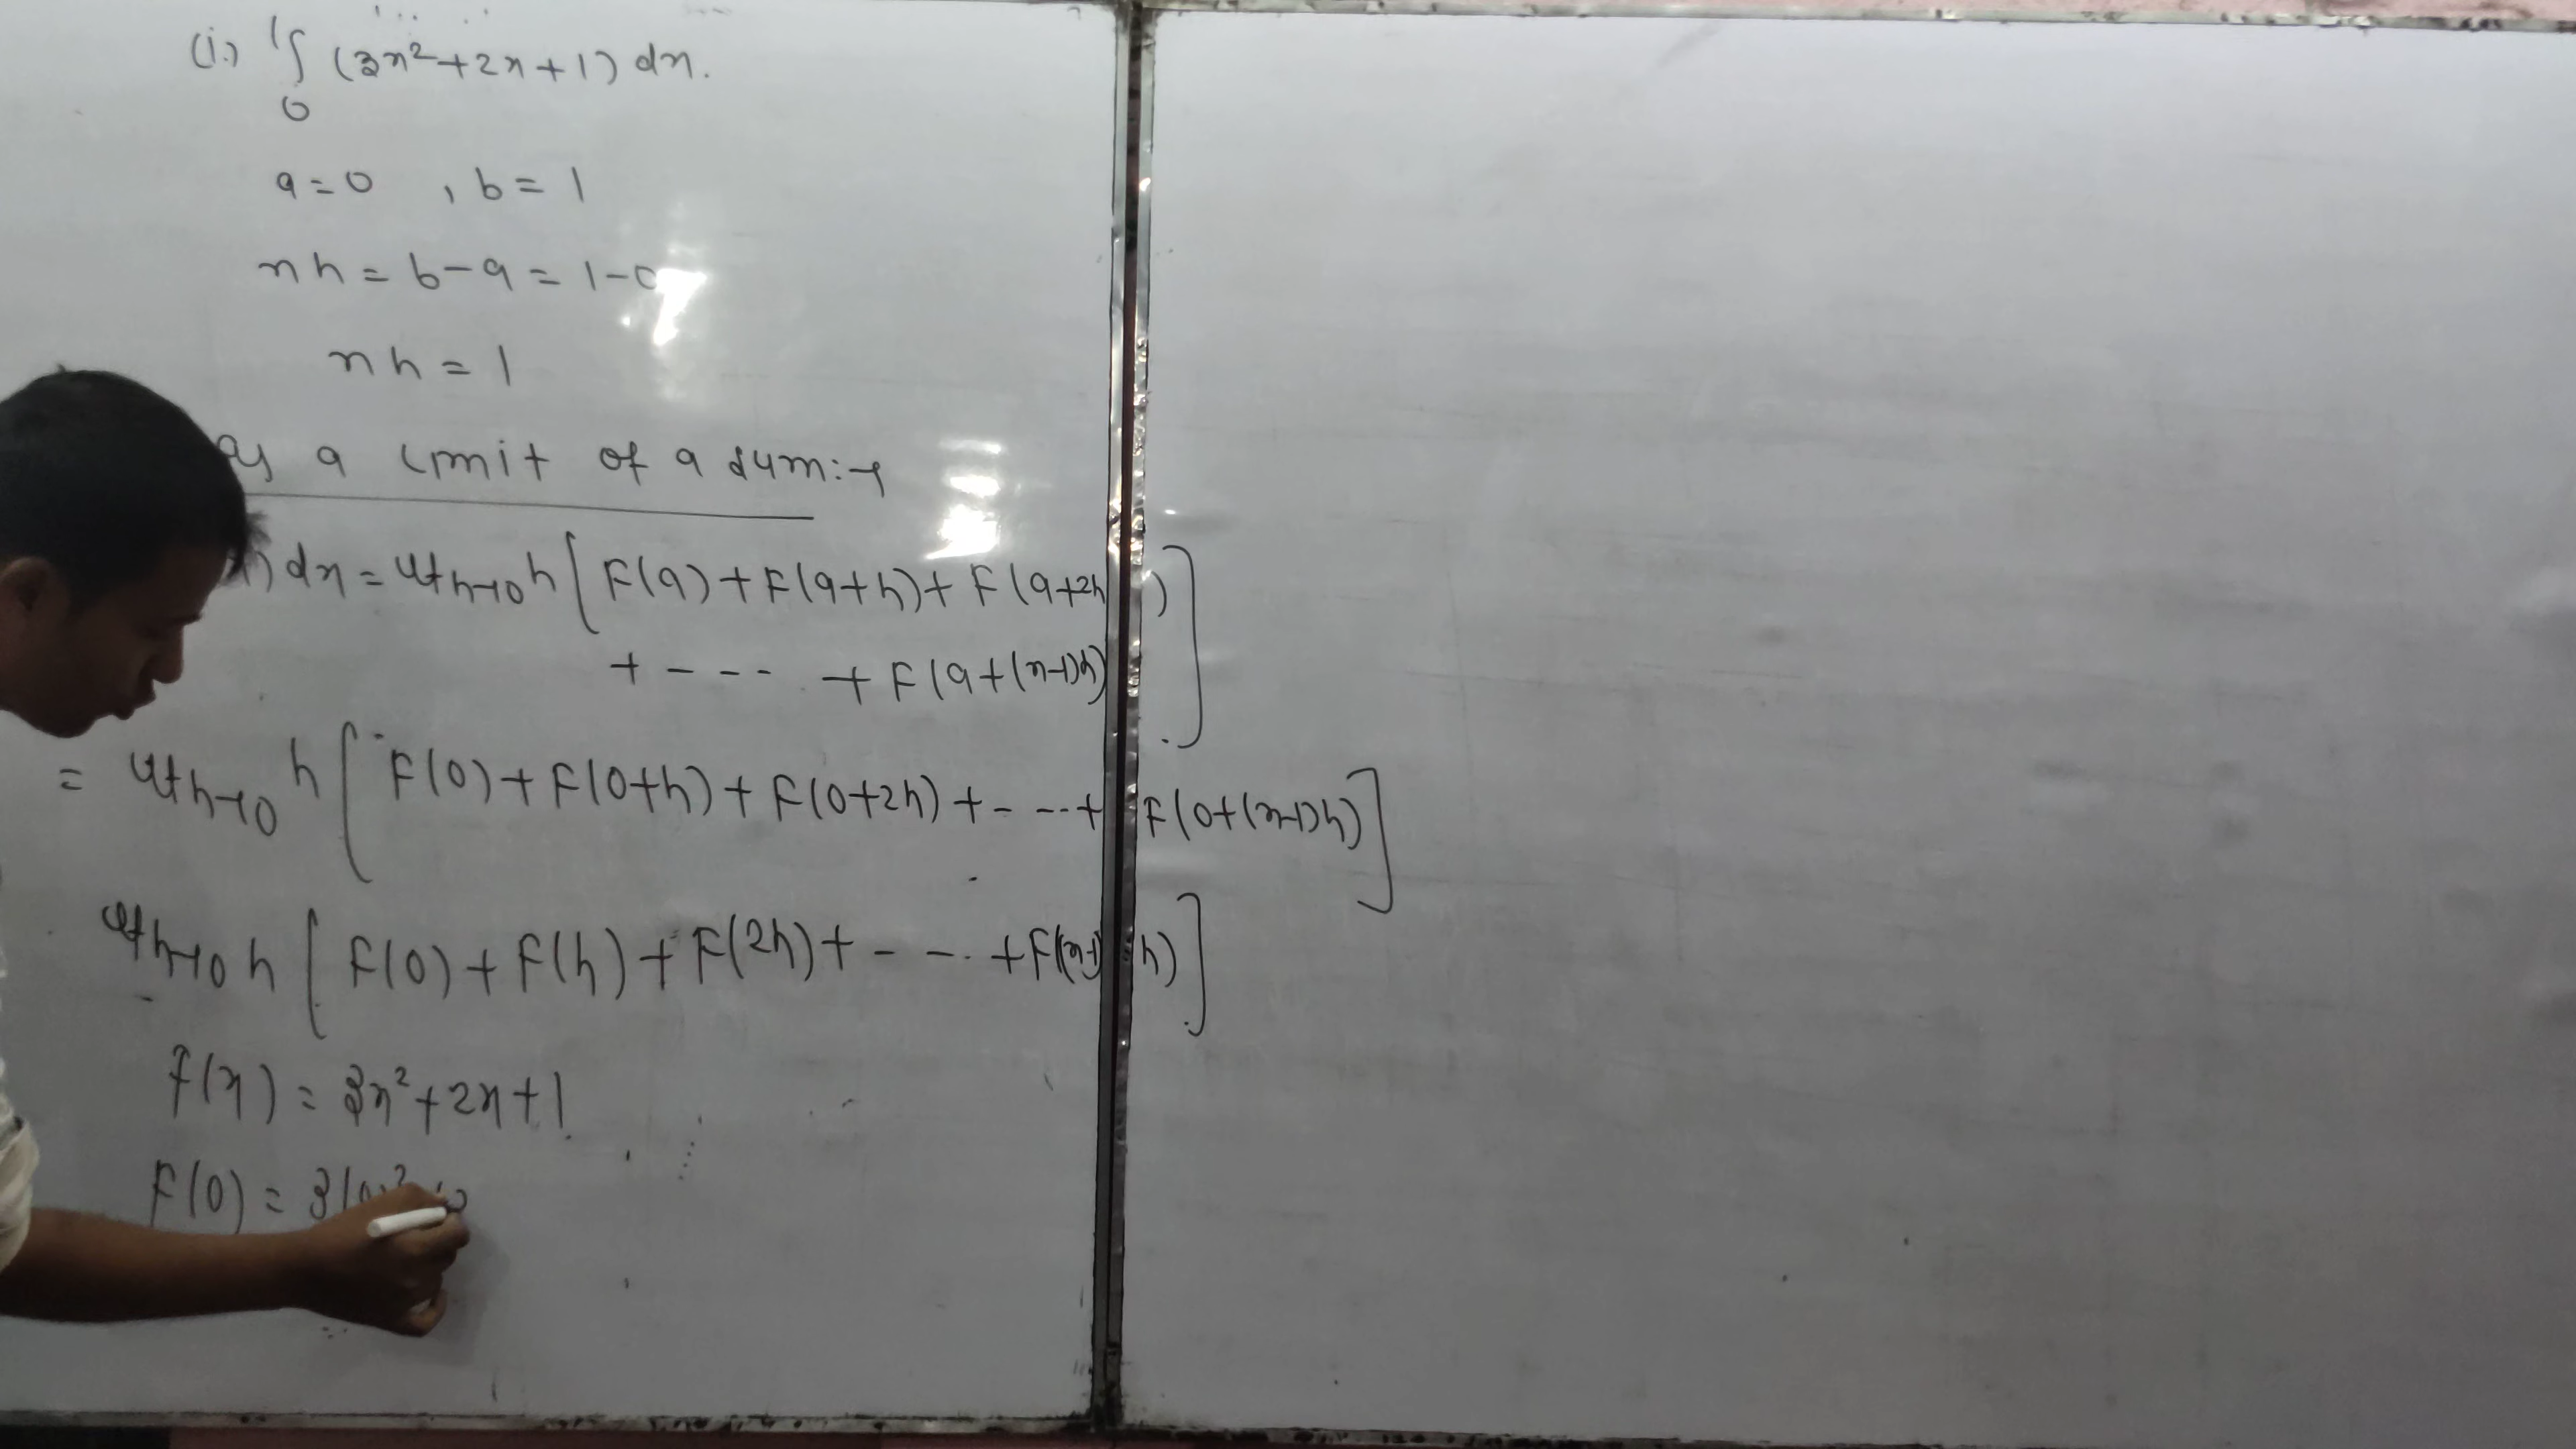 (i.) ∫₀¹ (3x²+2x+1) dx.
a=0 , b=1
nh = b-a = 1-0
nh = 1
as a limit of a sum:→
) dx = Lt h→0 h [ F(a) + F(a+h) + F(a+2h)
+ - - - - + F(a+(n-1)h) ]
= Lt h→0 h [ F(0) + F(0+h) + F(0+2h) + - - - + F(0+(n-1)h) ]
Lt h→0 h [ F(0) + F(h) + F(2h) + - - - + F((n-1)h) ]
f(x) = 3x²+2x+1
F(0) = 3(0)²